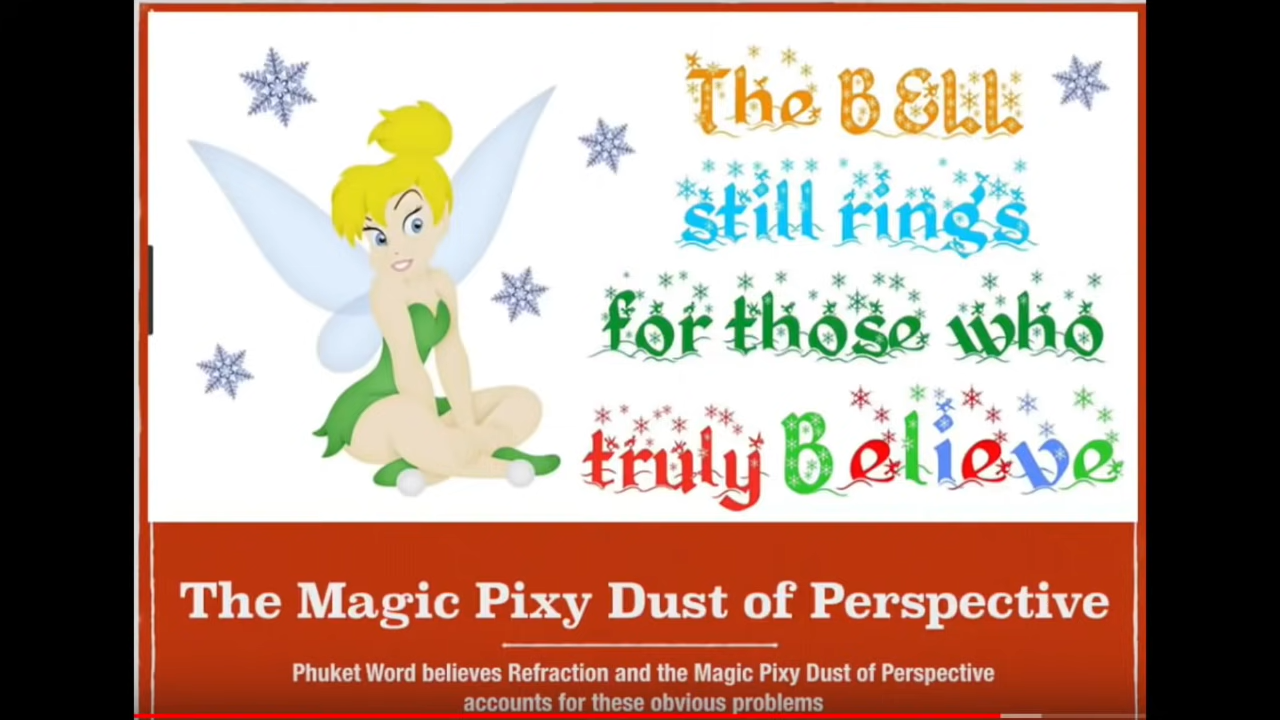 The BELL
still rings
for those who
truly Believe
The Magic Pixy Dust of Perspective
Phuket Word believes Refraction and the Magic Pixy Dust of Perspective
accounts for these obvious problems